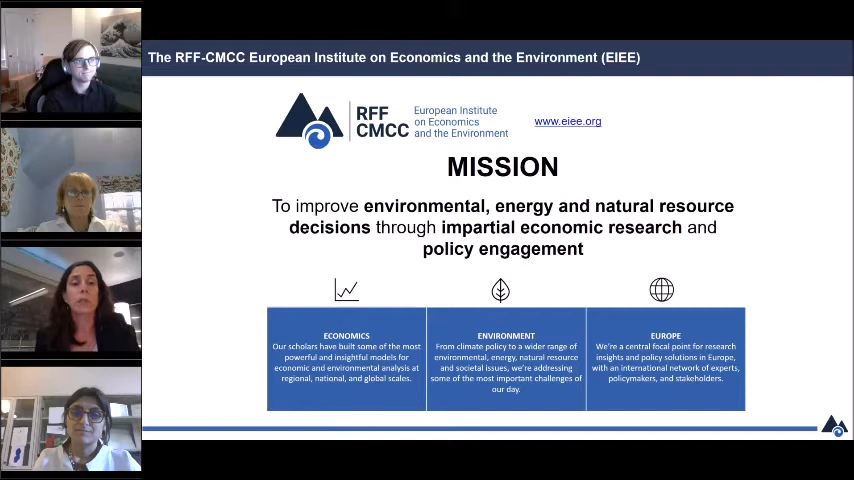 The RFF-CMCC European Institute on Economics and the Environment (EIEE)
RFF
CMCC
European Institute
on Economics
and the Environment
www.eiee.org
MISSION
To improve environmental, energy and natural resource
decisions through impartial economic research and
policy engagement
ECONOMICS
Our scholars have built some of the most
powerful and insightful models for
economic and environmental analysis at
regional, national, and global scales.
ENVIRONMENT
From climate policy to a wider range of
environmental, energy, natural resource
and societal issues, we're addressing
some of the most important challenges of
our day.
EUROPE
We're a central focal point for research
insights and policy solutions in Europe,
with an international network of experts,
policymakers, and stakeholders.